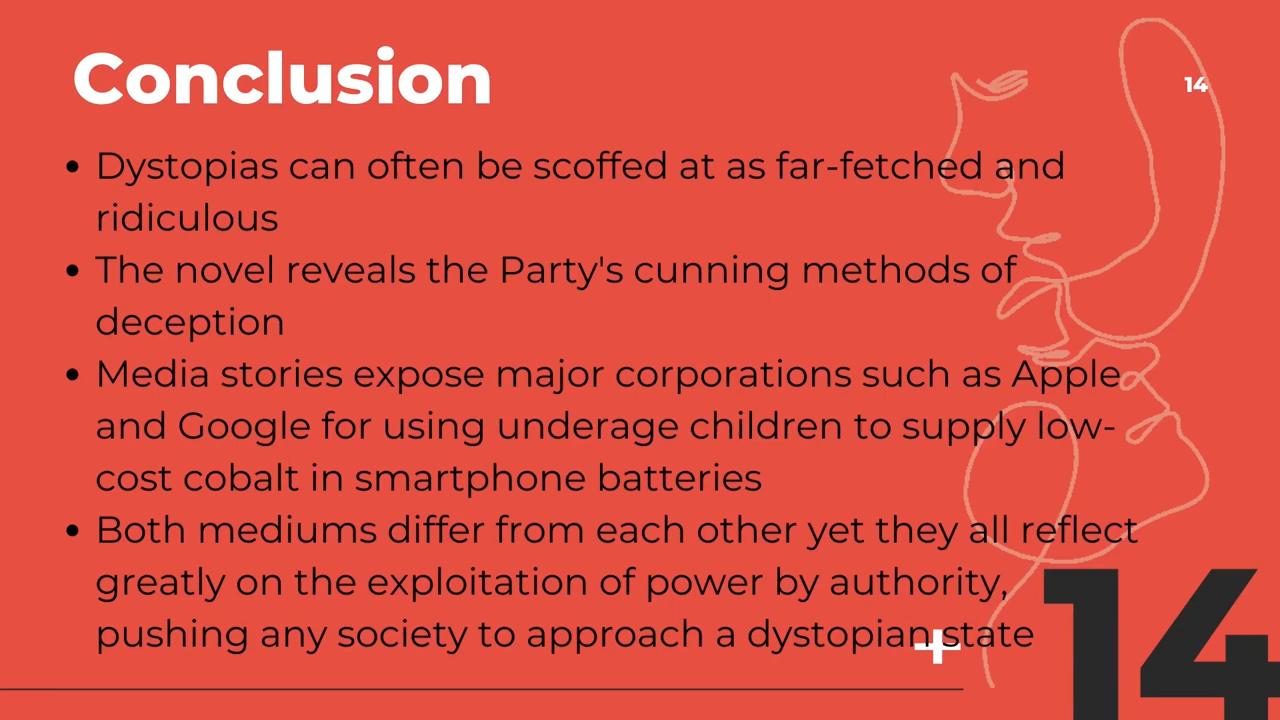 Conclusion
14
• Dystopias can often be scoffed at as far-fetched and
ridiculous
• The novel reveals the Party's cunning methods of
deception
• Media stories expose major corporations such as Apple
and Google for using underage children to supply low-
cost cobalt in smartphone batteries
• Both mediums differ from each other yet they all reflect
greatly on the exploitation of power by authority,
pushing any society to approach a dystopian state
14